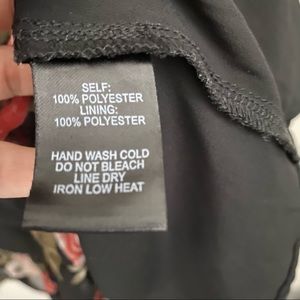 SELF:
100% POLYESTER
LINING:
100% POLYESTER
HAND WASH COLD
DO NOT BLEACH
LINE DRY
IRON LOW HEAT